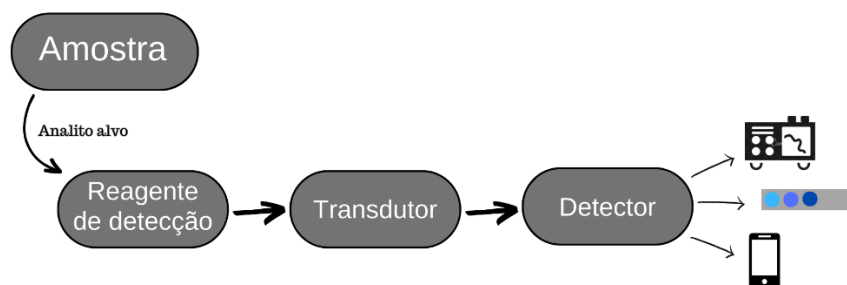 Amostra
Analito alvo
Reagente
de detecção
Transdutor
Detector